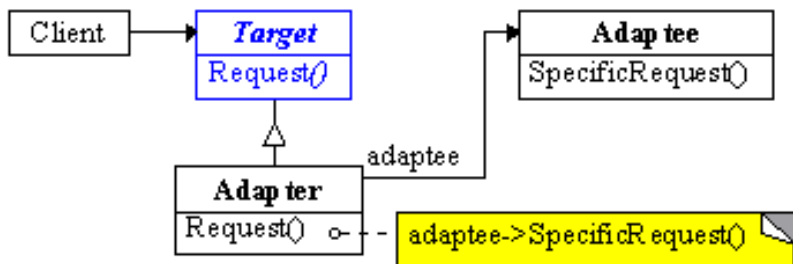 Client
Target
Request()
Adaptee
SpecificRequest()
adaptee
Adapter
Request()
adaptee->SpecificRequest()